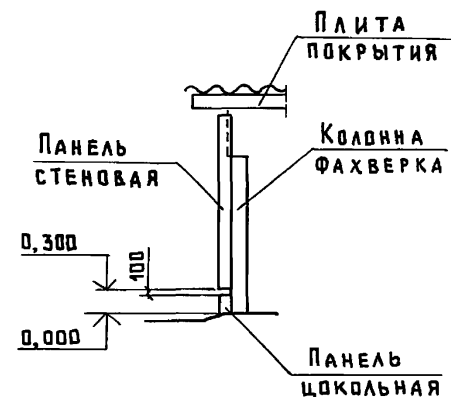 ПЛИТА
ПОКРЫТИЯ
ПАНЕЛЬ
СТЕНОВАЯ
КОЛОННА
ФАХВЕРКА
0,300
100
0,000
ПАНЕЛЬ
ЦОКОЛЬНАЯ